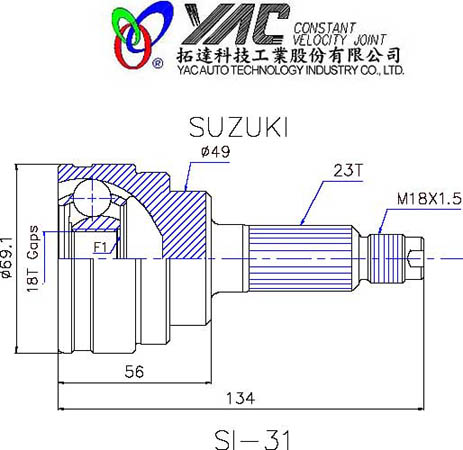 YAC CONSTANT
VELOCITY JOINT
®
拓達科技工業股份有限公司
YAC AUTO TECHNOLOGY INDUSTRY CO., LTD.
SUZUKI
Ø49
23T
M18X1.5
F1
18T Gaps
Ø69.1
56
134
SI-31